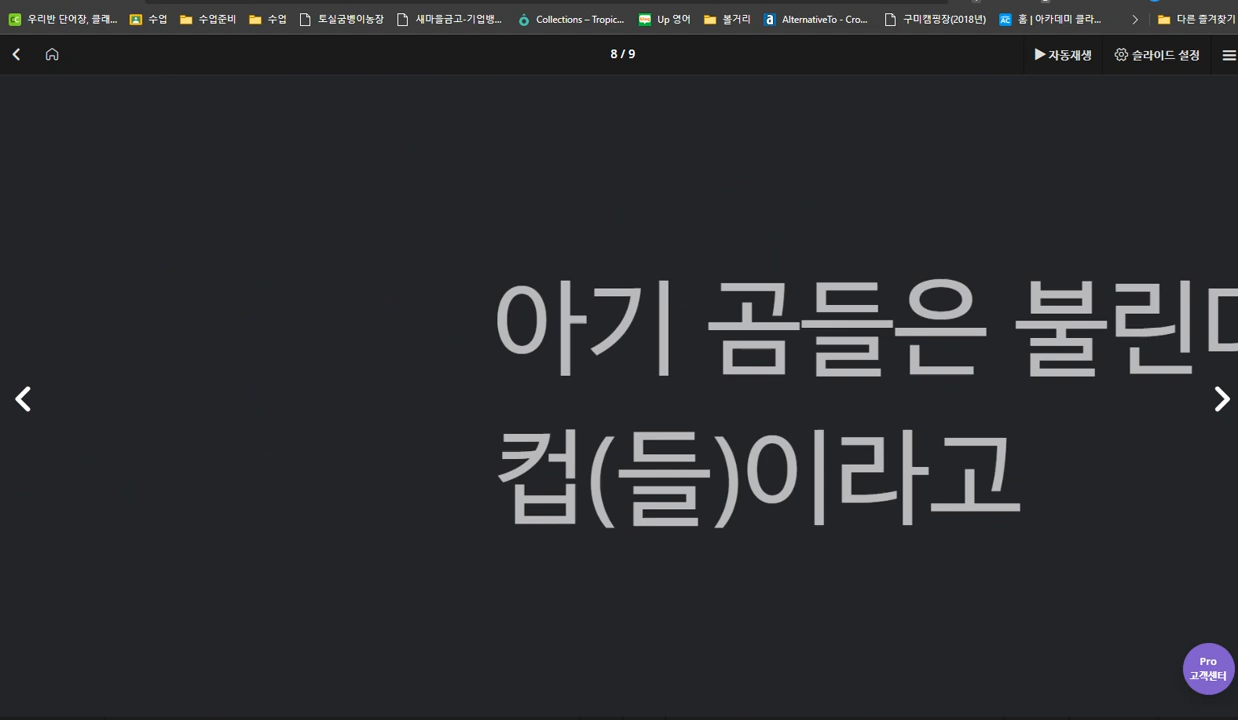 우리반 단어장, 클래... 수업 수업준비 수업 토실굼벵이농장 새마을금고-기업뱅... Collections – Tropic... Up 영어 볼거리 AlternativeTo - Cro... 구미캠핑장(2018년) 홈 | 아카데미 클라... 다른 즐겨찾기
8 / 9
자동재생
슬라이드 설정
아기 곰들은 불린
컵(들)이라고
Pro
고객센터